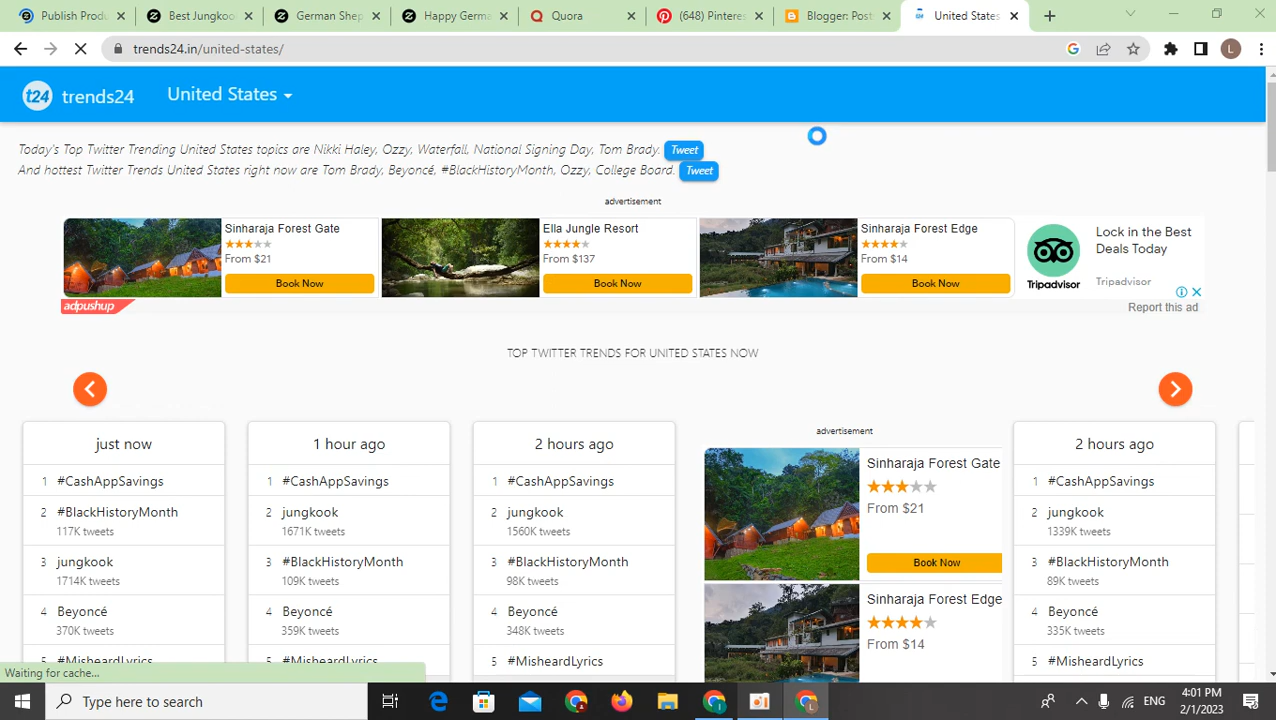 Publish Produ
Best Jungkoo
German Shep
Happy Germa
Quora
(648) Pinteres
Blogger: Post
United States
trends24.in/united-states/
L
t24 trends24
United States
Today's Top Twitter Trending United States topics are Nikki Haley, Ozzy, Waterfall, National Signing Day, Tom Brady. Tweet
And hottest Twitter Trends United States right now are Tom Brady, Beyoncé, #BlackHistoryMonth, Ozzy, College Board. Tweet
advertisement
Sinharaja Forest Gate
From $21
Book Now
Ella Jungle Resort
From $137
Book Now
Sinharaja Forest Edge
From $14
Book Now
Lock in the Best
Deals Today
Tripadvisor
Tripadvisor
adpushup
Report this ad
TOP TWITTER TRENDS FOR UNITED STATES NOW
just now
1 #CashAppSavings
2 #BlackHistoryMonth
117K tweets
3 jungkook
1714K tweets
4 Beyoncé
370K tweets
5 #MisheardLyrics
1 hour ago
1 #CashAppSavings
2 jungkook
1671K tweets
3 #BlackHistoryMonth
109K tweets
4 Beyoncé
359K tweets
5 #MisheardLyrics
2 hours ago
1 #CashAppSavings
2 jungkook
1560K tweets
3 #BlackHistoryMonth
98K tweets
4 Beyoncé
348K tweets
5 #MisheardLyrics
advertisement
Sinharaja Forest Gate
From $21
Book Now
Sinharaja Forest Edge
From $14
2 hours ago
1 #CashAppSavings
2 jungkook
1339K tweets
3 #BlackHistoryMonth
89K tweets
4 Beyoncé
335K tweets
5 #MisheardLyrics
Waiting for cache...
Type here to search
ENG
4:01 PM
2/1/2023